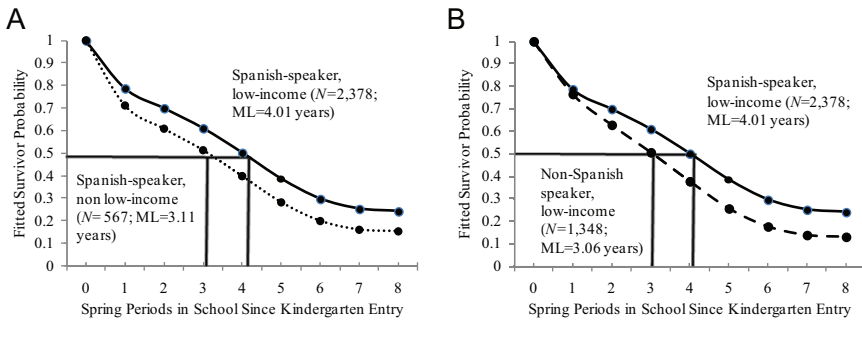 A
Fitted Survivor Probability
1
0.9
0.8
0.7
0.6
0.5
0.4
0.3
0.2
0.1
0
Spanish-speaker,
low-income (N=2,378;
ML=4.01 years)
Spanish-speaker,
non low-income
(N= 567; ML=3.11
years)
0 1 2 3 4 5 6 7 8
Spring Periods in School Since Kindergarten Entry
B
Fitted Survivor Probability
1
0.9
0.8
0.7
0.6
0.5
0.4
0.3
0.2
0.1
0
Spanish-speaker,
low-income (N=2,378;
ML=4.01 years)
Non-Spanish
speaker,
low-income
(N=1,348;
ML=3.06 years)
0 1 2 3 4 5 6 7 8
Spring Periods in School Since Kindergarten Entry